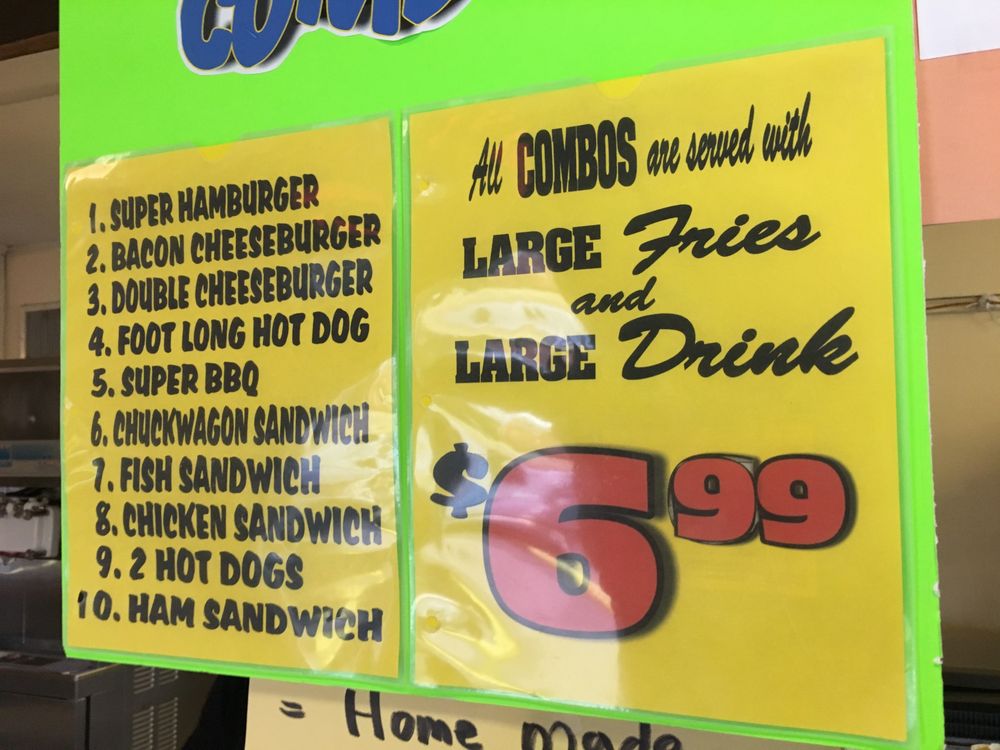 1. SUPER HAMBURGER
2. BACON CHEESEBURGER
3. DOUBLE CHEESEBURGER
4. FOOT LONG HOT DOG
5. SUPER BBQ
6. CHUCKWAGON SANDWICH
7. FISH SANDWICH
8. CHICKEN SANDWICH
9. 2 HOT DOGS
10. HAM SANDWICH
All COMBOS are served with
LARGE Fries
and
LARGE Drink
$6.99
= Home made